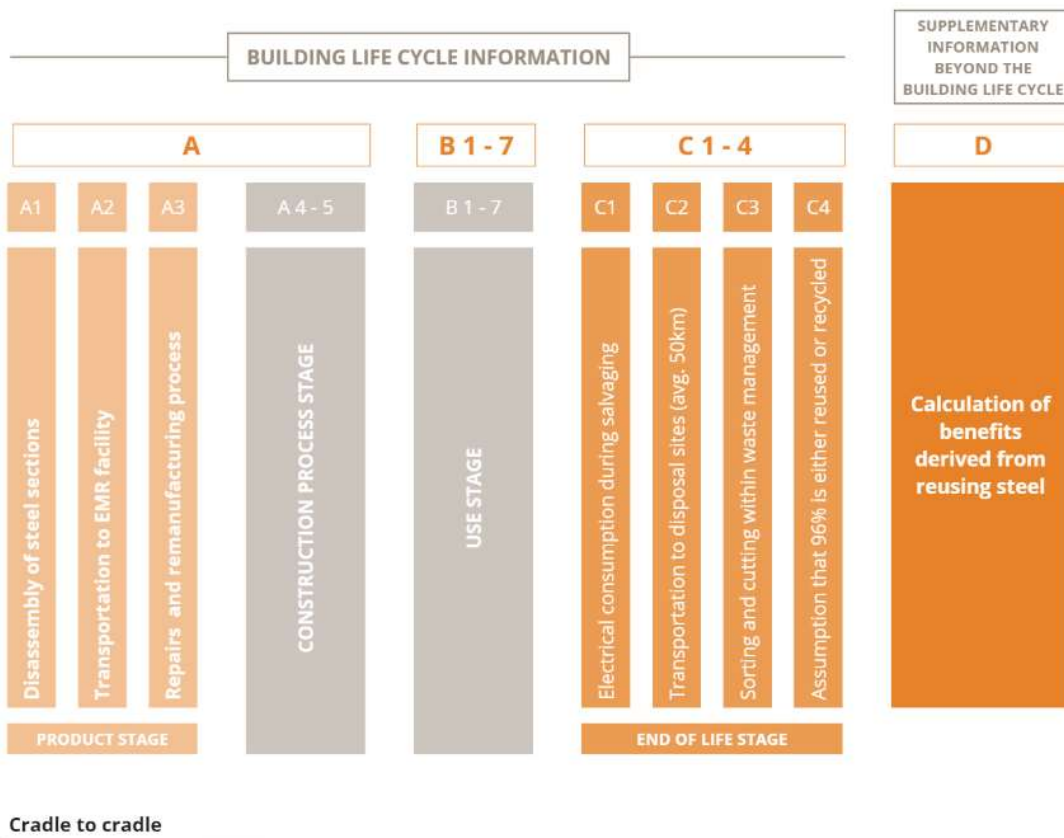 BUILDING LIFE CYCLE INFORMATION
SUPPLEMENTARY
INFORMATION
BEYOND THE
BUILDING LIFE CYCLE
A
B 1 - 7
C 1 - 4
D
A1
A2
A3
A 4 - 5
B 1 - 7
C1
C2
C3
C4
Disassembly of steel sections
Transportation to EMR facility
Repairs and remanufacturing process
CONSTRUCTION PROCESS STAGE
USE STAGE
Electrical consumption during salvaging
Transportation to disposal sites (avg. 50km)
Sorting and cutting within waste management
Assumption that 96% is either reused or recycled
Calculation of
benefits
derived from
reusing steel
PRODUCT STAGE
END OF LIFE STAGE
Cradle to cradle